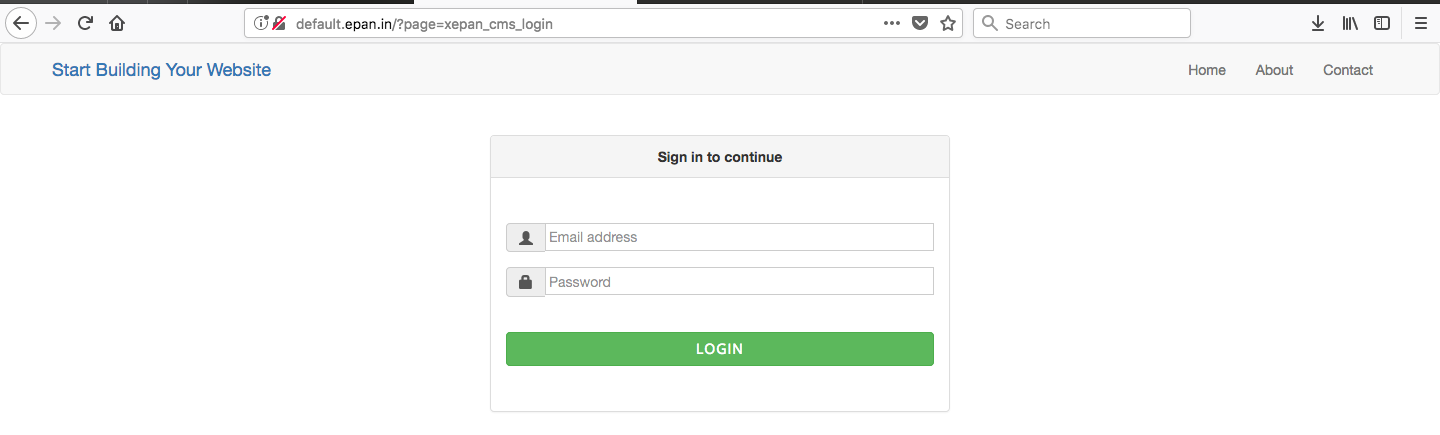 default.epan.in/?page=xepan_cms_login
Search
Start Building Your Website
Home
About
Contact
Sign in to continue
Email address
Password
LOGIN